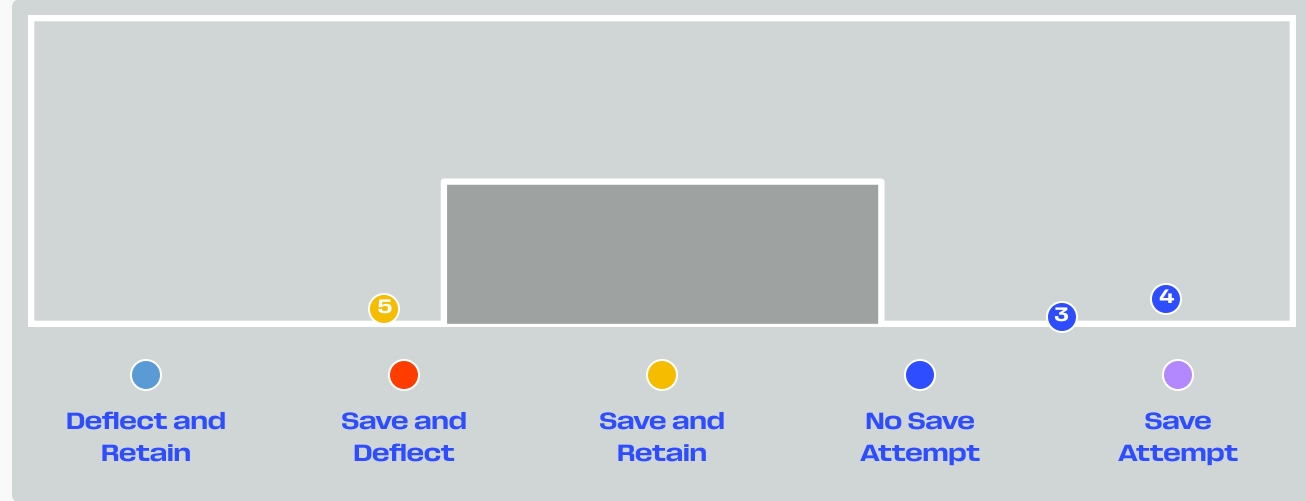 5
4
3
Deflect and
Retain
Save and
Deflect
Save and
Retain
No Save
Attempt
Save
Attempt